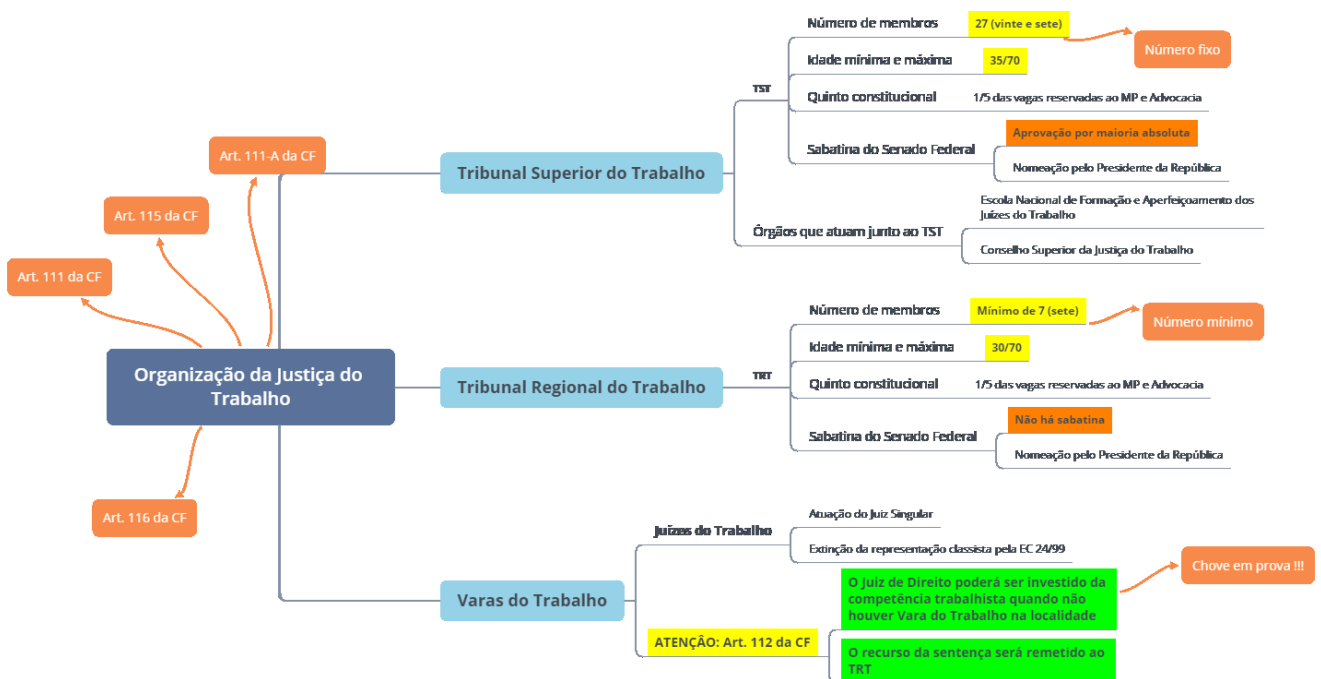 Organização da Justiça do
Trabalho
Art. 111 da CF
Art. 115 da CF
Art. 111-A da CF
Art. 116 da CF
Tribunal Superior do Trabalho
TST
Número de membros
27 (vinte e sete)
Número fixo
Idade mínima e máxima
35/70
Quinto constitucional
1/5 das vagas reservadas ao MP e Advocacia
Sabatina do Senado Federal
Aprovação por maioria absoluta
Nomeação pelo Presidente da República
Órgãos que atuam junto ao TST
Escola Nacional de Formação e Aperfeiçoamento dos
Juízes do Trabalho
Conselho Superior da Justiça do Trabalho
Tribunal Regional do Trabalho
TRT
Número de membros
Mínimo de 7 (sete)
Número mínimo
Idade mínima e máxima
30/70
Quinto constitucional
1/5 das vagas reservadas ao MP e Advocacia
Sabatina do Senado Federal
Não há sabatina
Nomeação pelo Presidente da República
Varas do Trabalho
Juízes do Trabalho
Atuação do Juiz Singular
Extinção da representação classista pela EC 24/99
ATENÇÂO: Art. 112 da CF
O Juiz de Direito poderá ser investido da
competência trabalhista quando não
houver Vara do Trabalho na localidade
Chove em prova !!!
O recurso da sentença será remetido ao
TRT